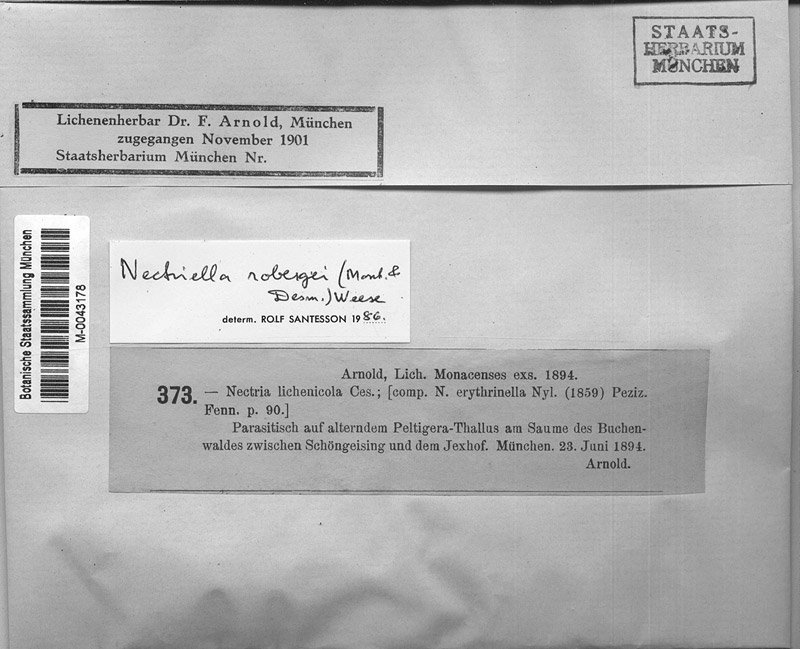 STAATS-
HERBARIUM
MÜNCHEN
Lichenenherbar Dr. F. Arnold, München
zugegangen November 1901
Staatsherbarium München Nr.
Botanische Staatssammlung München
M-0043178
Nectriella robergei (Mont. &
Desm.) Weese
determ. ROLF SANTESSON 1986.
Arnold, Lich. Monacenses exs. 1894.
373. — Nectria lichenicola Ces.; [comp. N. erythrinella Nyl. (1859) Peziz.
Fenn. p. 90.]
Parasitisch auf alterndem Peltigera-Thallus am Saume des Buchen-
waldes zwischen Schöngeising und dem Jexhof. München. 23. Juni 1894.
Arnold.